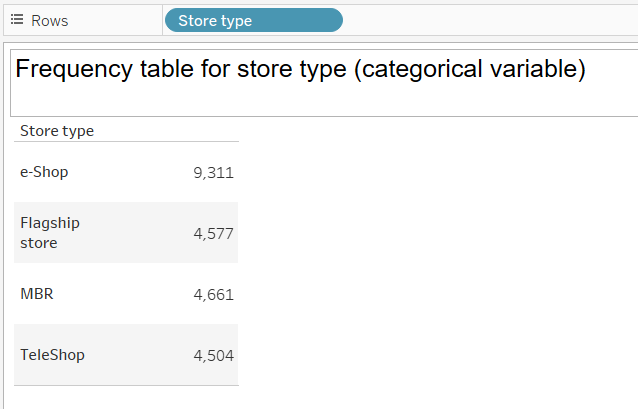 Rows
Store type
Frequency table for store type (categorical variable)
Store type
e-Shop 9,311
Flagship
store 4,577
MBR 4,661
TeleShop 4,504